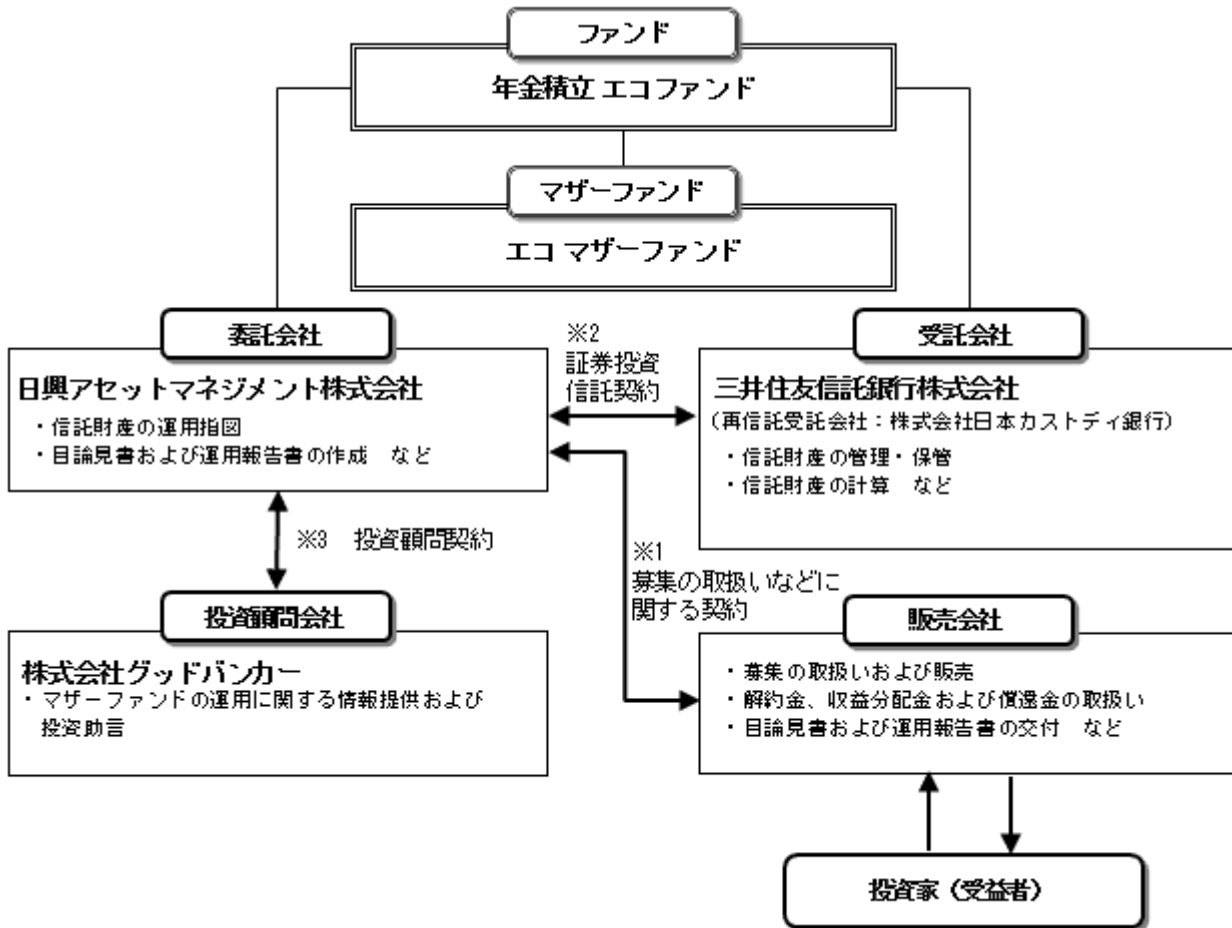 ファンド
年金積立 エコファンド
マザーファンド
エコ マザーファンド
委託会社
日興アセットマネジメント株式会社
・信託財産の運用指図
・目論見書および運用報告書の作成　など
※2
証券投資
信託契約
受託会社
三井住友信託銀行株式会社
(再信託受託会社：株式会社日本カストディ銀行)
・信託財産の管理・保管
・信託財産の計算　など
※3　投資顧問契約
※1
募集の取扱いなどに
関する契約
投資顧問会社
株式会社グッドバンカー
・マザーファンドの運用に関する情報提供および
投資助言
販売会社
・募集の取扱いおよび販売
・解約金、収益分配金および償還金の取扱い
・目論見書および運用報告書の交付　など
投資家（受益者）